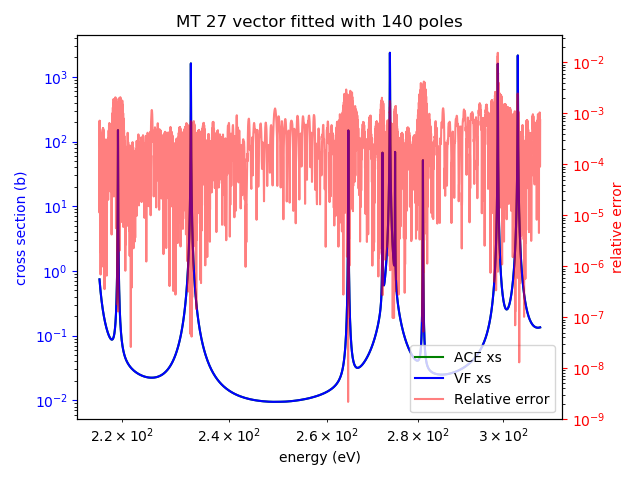 MT 27 vector fitted with 140 poles
cross section (b)
10³
10²
10¹
10⁰
10⁻¹
10⁻²
relative error
10⁻²
10⁻³
10⁻⁴
10⁻⁵
10⁻⁶
10⁻⁷
10⁻⁸
10⁻⁹
ACE xs
VF xs
Relative error
2.2 × 10² 2.4 × 10² 2.6 × 10² 2.8 × 10² 3 × 10²
energy (eV)